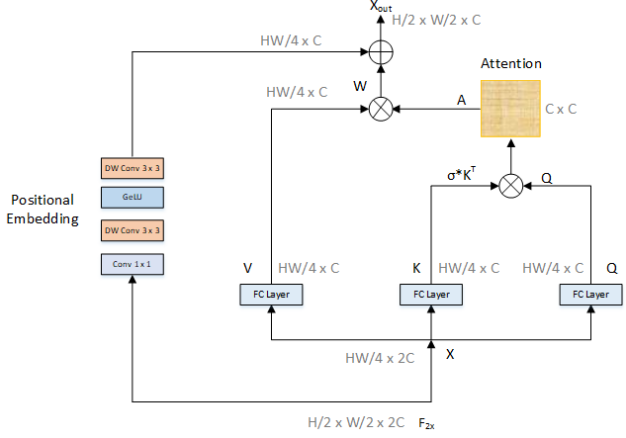 Xout
H/2 x W/2 x C
HW/4 x C
W
Attention
HW/4 x C
A
C x C
DW Conv 3 x 3
σ*Kᵀ
Q
GeLU
Positional
Embedding
DW Conv 3 x 3
Conv 1 x 1
V
HW/4 x C
K
HW/4 x C
HW/4 x C
Q
FC Layer
FC Layer
FC Layer
HW/4 x 2C
X
H/2 x W/2 x 2C
F2x